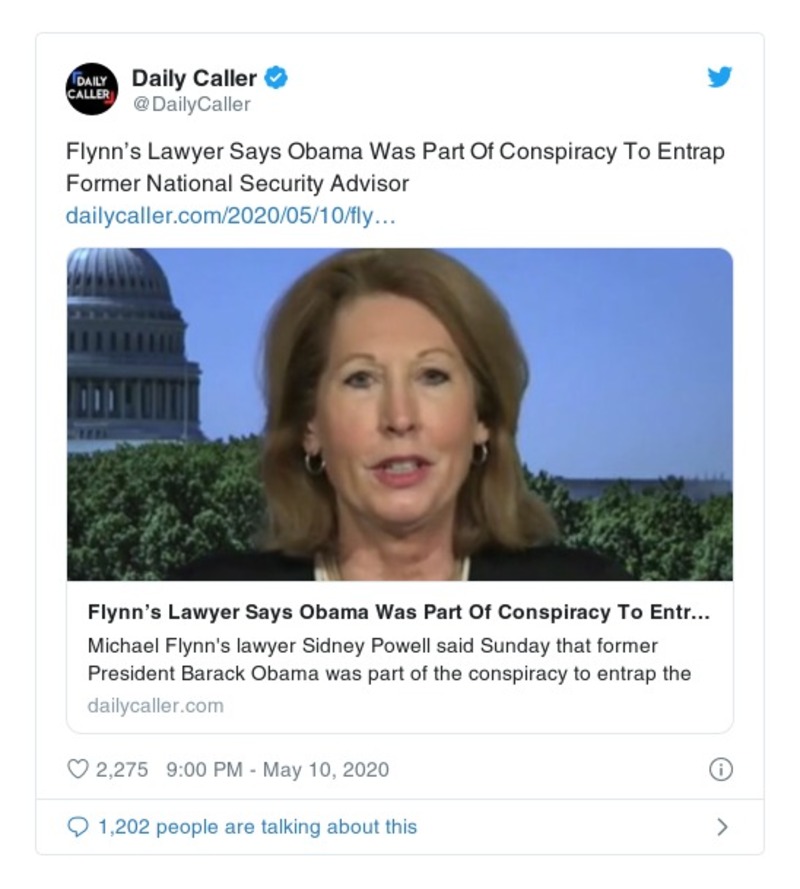 DAILY
CALLER
Daily Caller
@DailyCaller
Flynn’s Lawyer Says Obama Was Part Of Conspiracy To Entrap
Former National Security Advisor
dailycaller.com/2020/05/10/fly…
Flynn’s Lawyer Says Obama Was Part Of Conspiracy To Entr…
Michael Flynn's lawyer Sidney Powell said Sunday that former
President Barack Obama was part of the conspiracy to entrap the
dailycaller.com
2,275 9:00 PM - May 10, 2020
1,202 people are talking about this